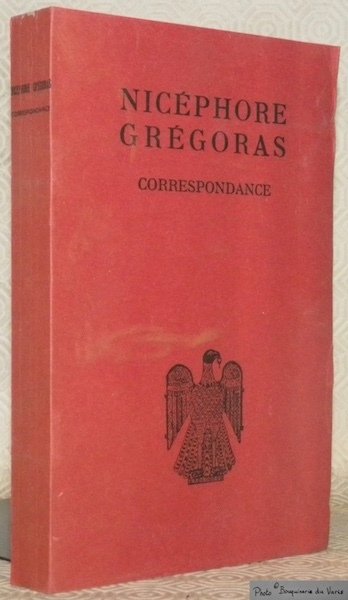 NICÉPHORE
GRÉGORAS
CORRESPONDANCE
NICÉPHORE GRÉGORAS
CORRESPONDANCE
Photo © Bouquinerie du Varis